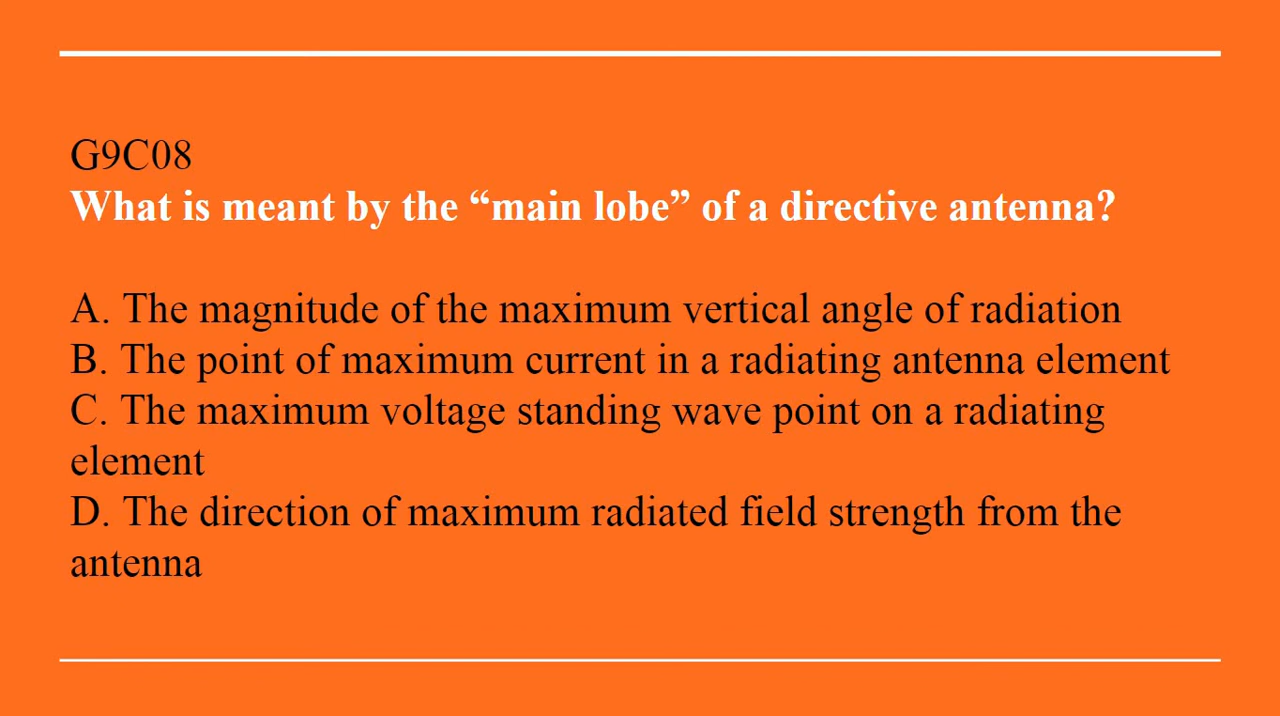 G9C08
What is meant by the “main lobe” of a directive antenna?
A. The magnitude of the maximum vertical angle of radiation
B. The point of maximum current in a radiating antenna element
C. The maximum voltage standing wave point on a radiating
element
D. The direction of maximum radiated field strength from the
antenna